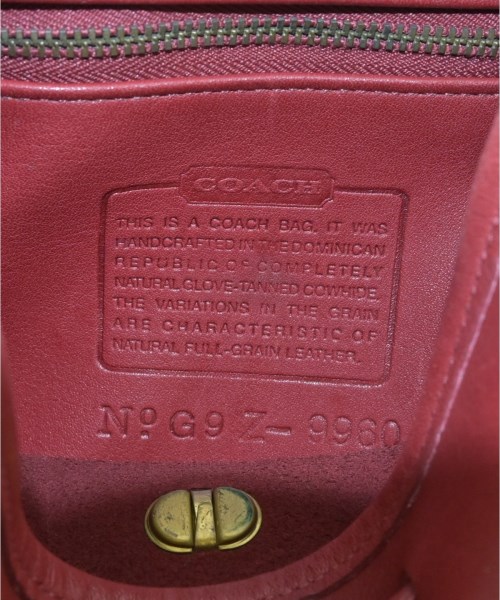 COACH
THIS IS A COACH BAG. IT WAS
HANDCRAFTED IN THE DOMINICAN
REPUBLIC OF COMPLETELY
NATURAL GLOVE-TANNED COWHIDE.
THE VARIATIONS IN THE GRAIN
ARE CHARACTERISTIC OF
NATURAL FULL-GRAIN LEATHER.
Nº G9Z-9960